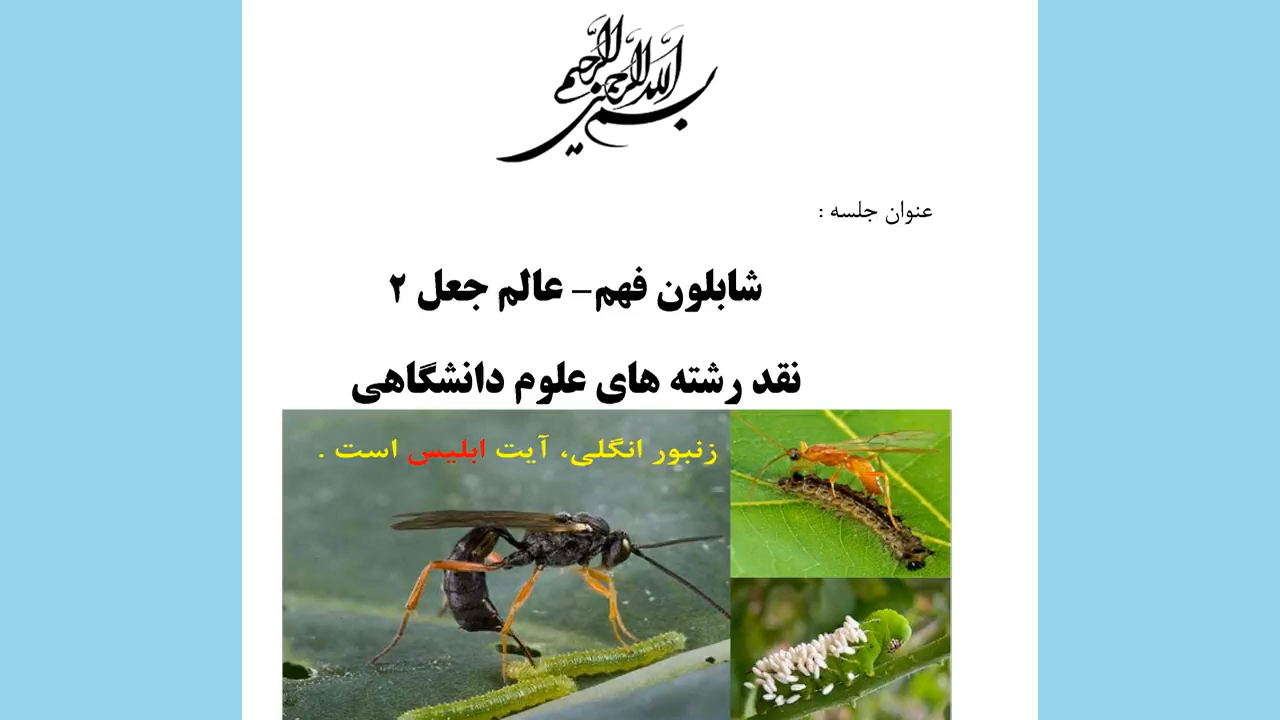 بسم الله الرحمن الرحیم
عنوان جلسه :
شابلون فهم- عالم جعل ۲
نقد رشته های علوم دانشگاهی
زنبور انگلی، آیت ابلیس است .